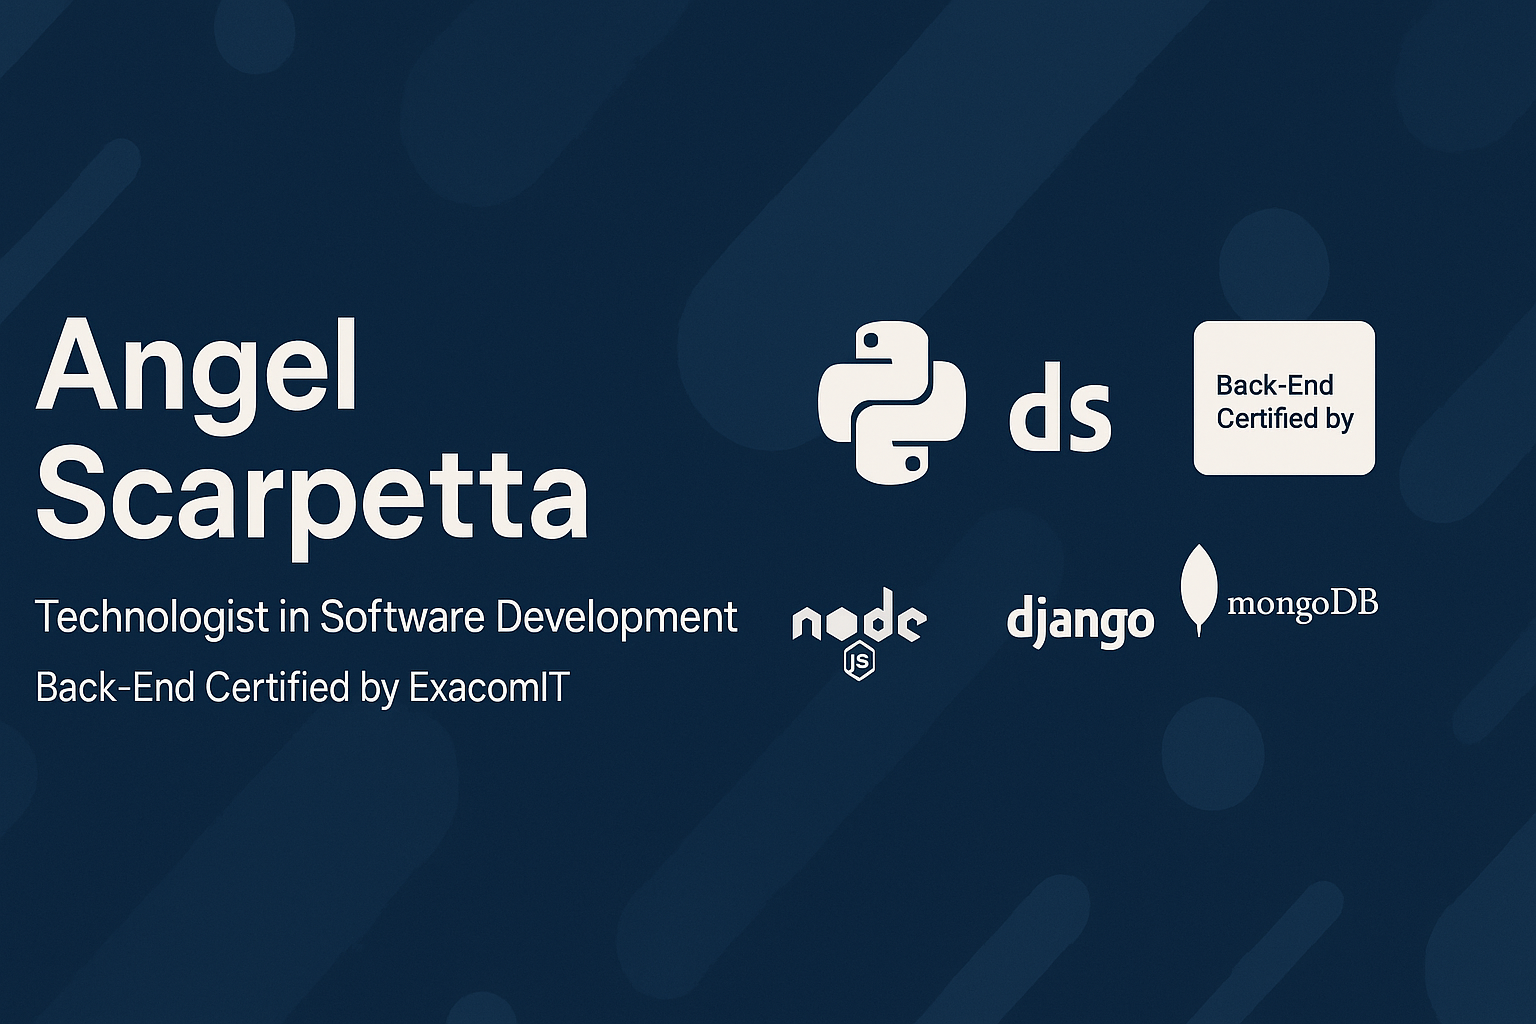 Angel
Scarpetta
Technologist in Software Development
Back-End Certified by ExacomIT
ds
Back-End
Certified by
node
JS
django
mongoDB